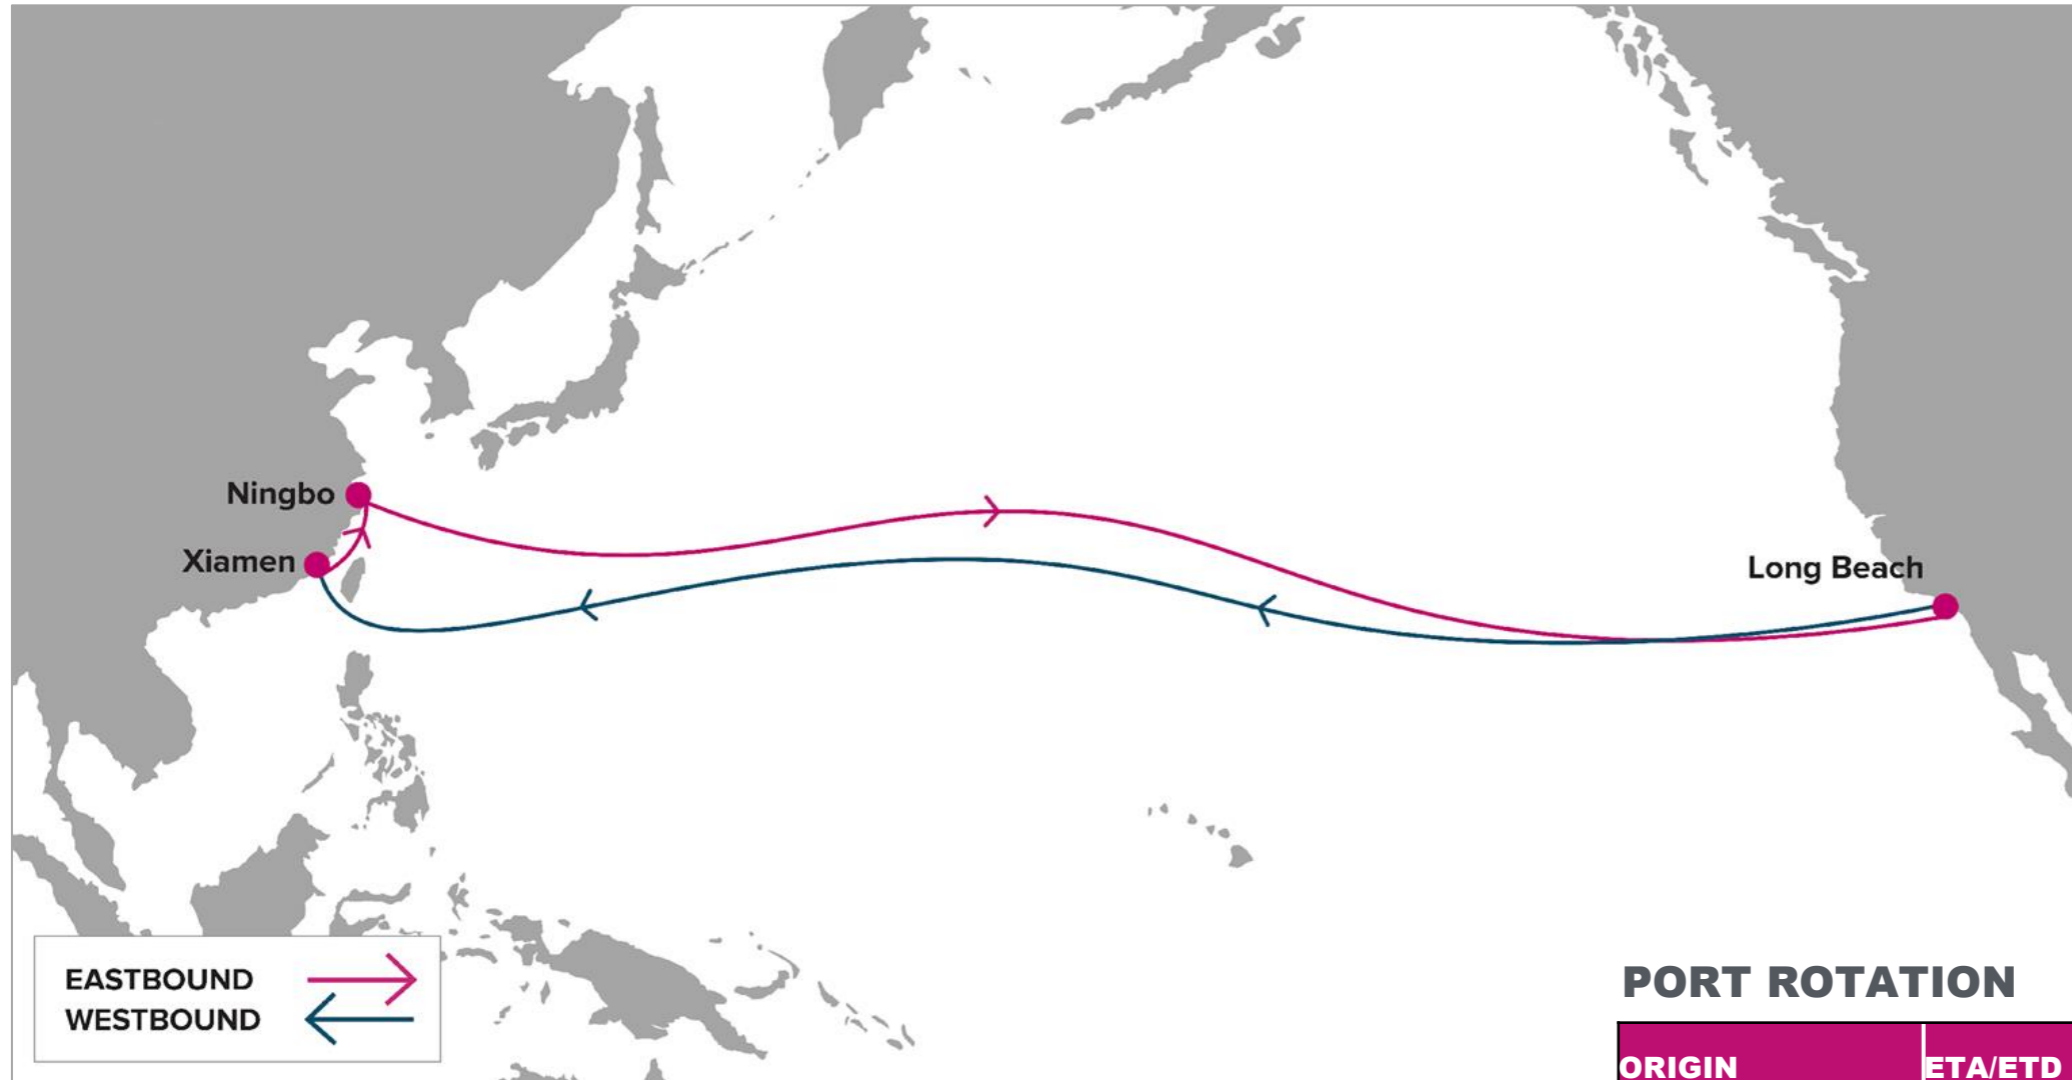 Ningbo
Xiamen
Long Beach
EASTBOUND
WESTBOUND
PORT ROTATION
ORIGIN ETA/ETD